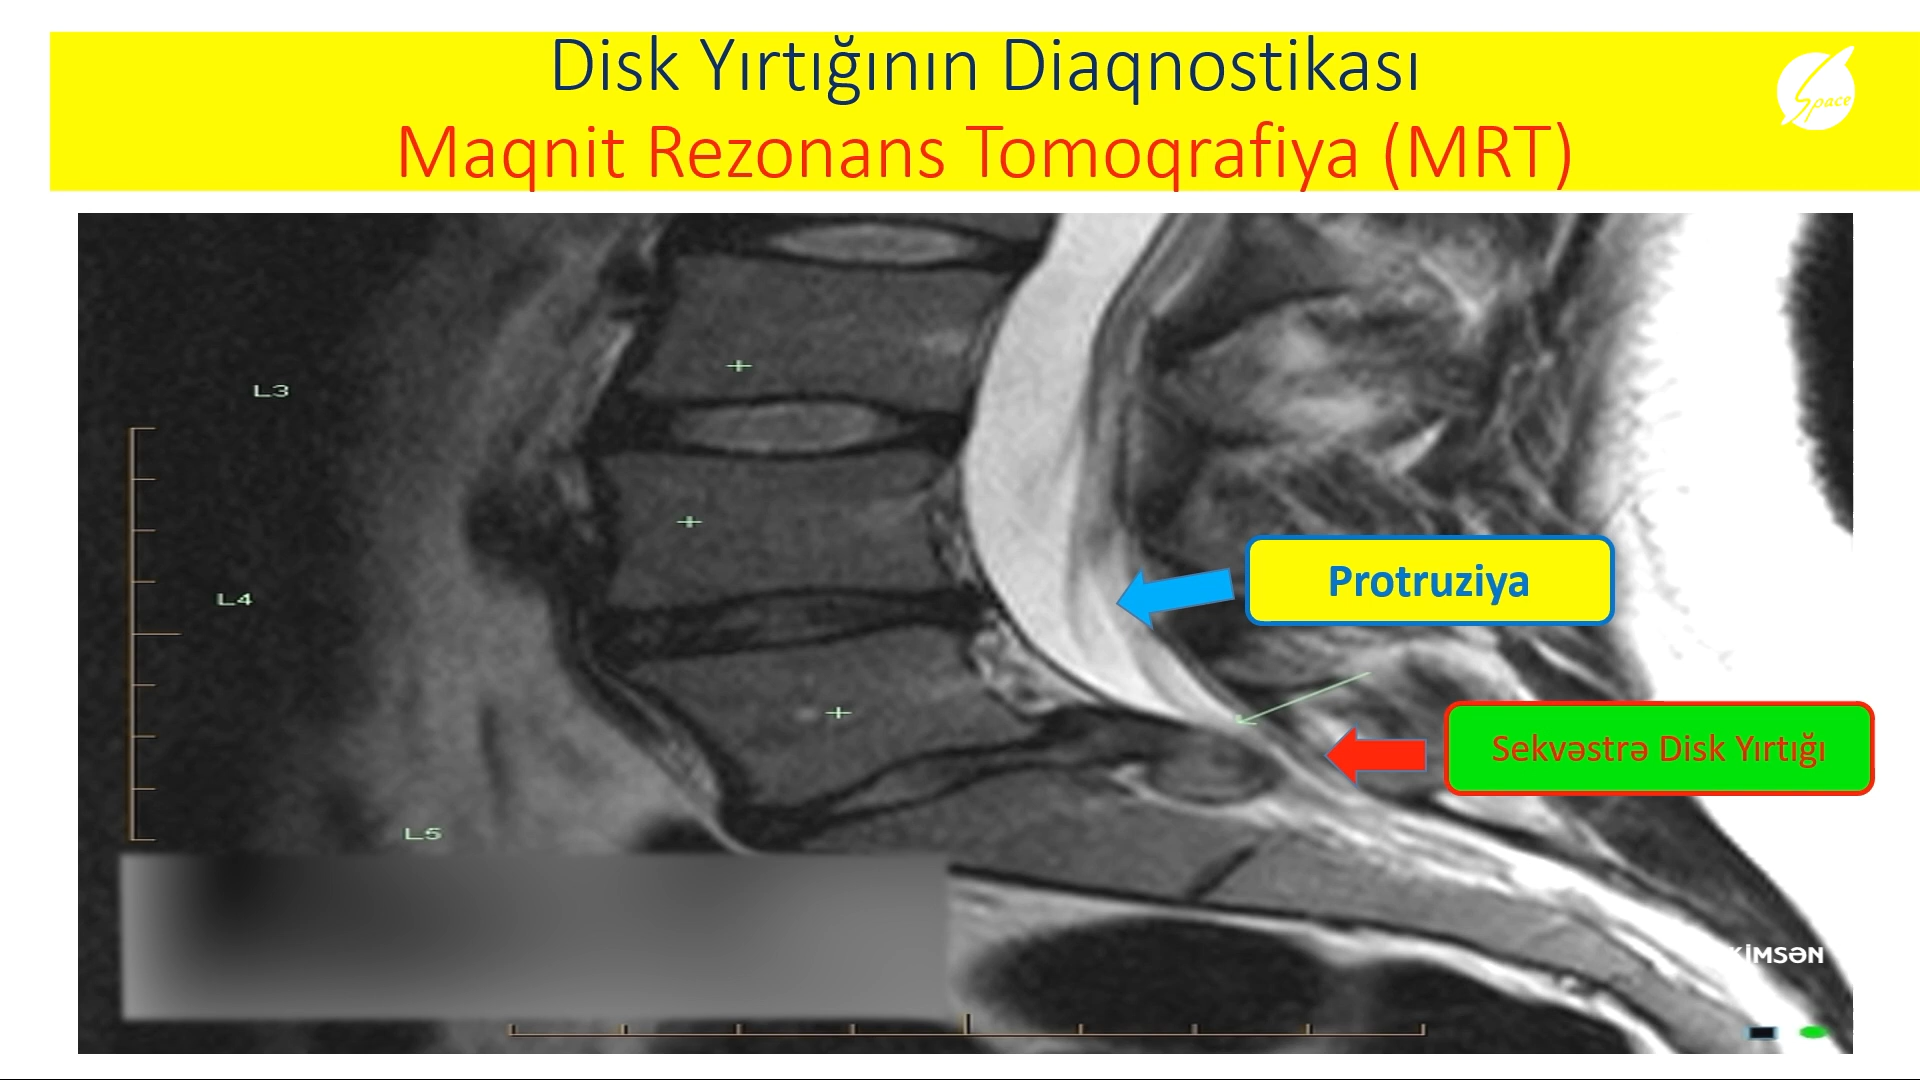 Disk Yırtığının Diaqnostikası
Maqnit Rezonans Tomoqrafiya (MRT)
Space
L3
Protruziya
L4
Sekvəstrə Disk Yırtığı
L5
KİMSƏN